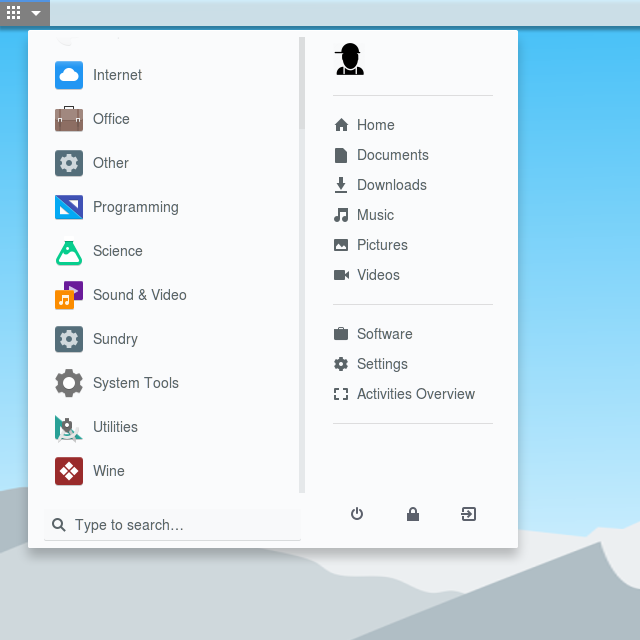 Internet
Office
Other
Programming
Science
Sound & Video
Sundry
System Tools
Utilities
Wine
Type to search...
Home
Documents
Downloads
Music
Pictures
Videos
Software
Settings
Activities Overview